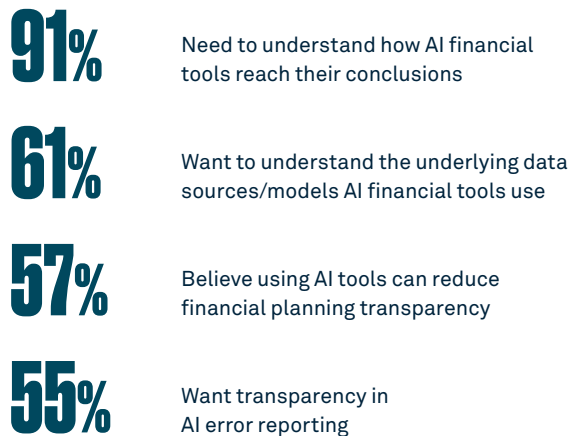 91%
Need to understand how AI financial
tools reach their conclusions
61%
Want to understand the underlying data
sources/models AI financial tools use
57%
Believe using AI tools can reduce
financial planning transparency
55%
Want transparency in
AI error reporting